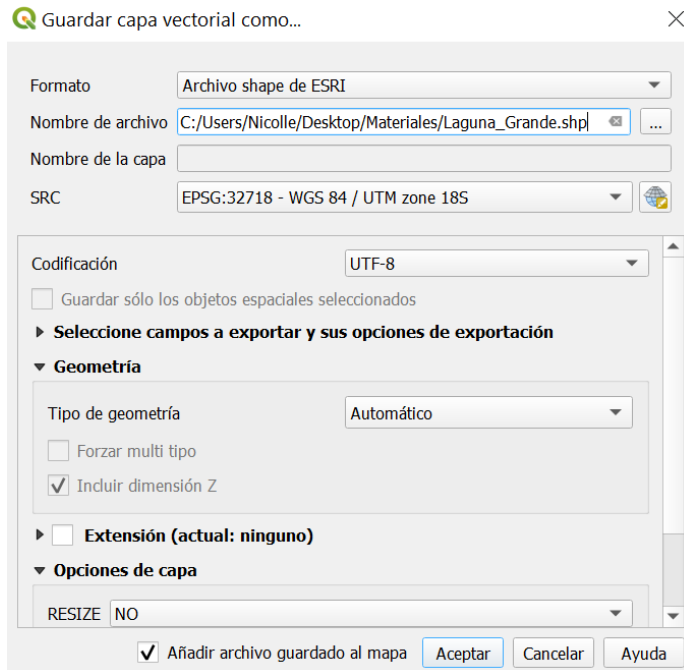 Guardar capa vectorial como...
Formato Archivo shape de ESRI
Nombre de archivo C:/Users/Nicolle/Desktop/Materiales/Laguna_Grande.shp ...
Nombre de la capa
SRC EPSG:32718 - WGS 84 / UTM zone 18S
Codificación UTF-8
Guardar sólo los objetos espaciales seleccionados
Seleccione campos a exportar y sus opciones de exportación
Geometría
Tipo de geometría Automático
Forzar multi tipo
Incluir dimensión Z
Extensión (actual: ninguno)
Opciones de capa
RESIZE NO
Añadir archivo guardado al mapa Aceptar Cancelar Ayuda